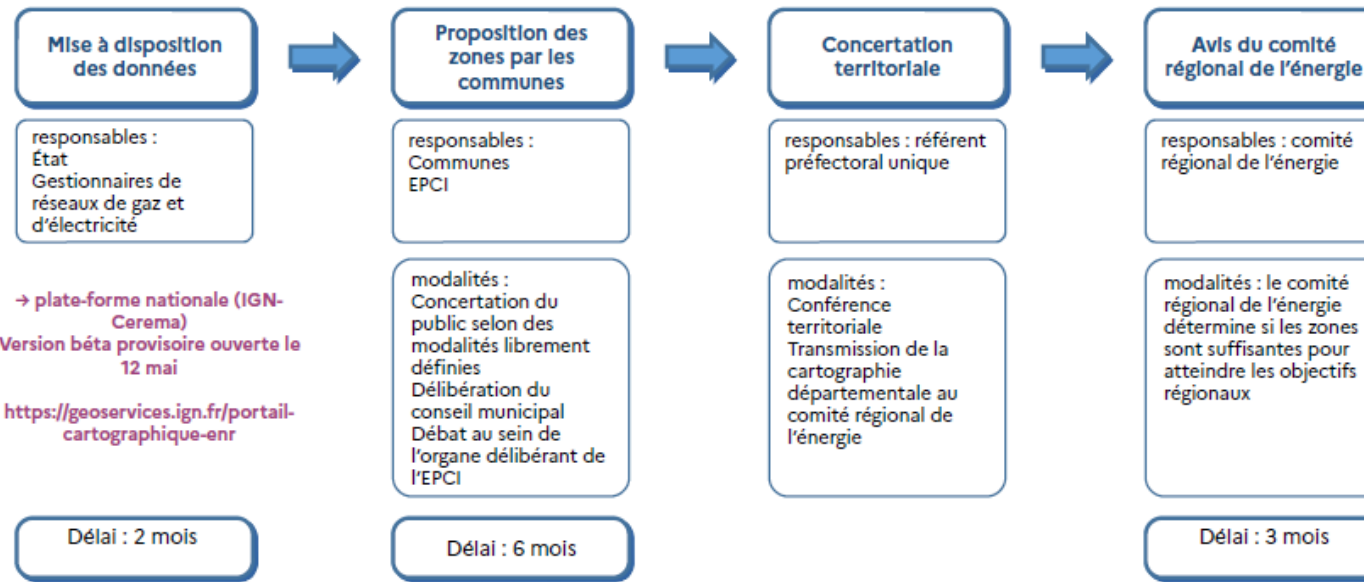 Mise à disposition
des données
Proposition des
zones par les
communes
Concertation
territoriale
Avis du comité
régional de l'énergie
responsables :
État
Gestionnaires de
réseaux de gaz et
d'électricité
responsables :
Communes
EPCI
responsables : référent
préfectoral unique
responsables : comité
régional de l'énergie
→ plate-forme nationale (IGN-
Cerema)
Version béta provisoire ouverte le
12 mai
https://geoservices.ign.fr/portail-
cartographique-enr
modalités :
Concertation du
public selon des
modalités librement
définies
Délibération du
conseil municipal
Débat au sein de
l'organe délibérant de
l'EPCI
modalités :
Conférence
territoriale
Transmission de la
cartographie
départementale au
comité régional de
l'énergie
modalités : le comité
régional de l'énergie
détermine si les zones
sont suffisantes pour
atteindre les objectifs
régionaux
Délai : 2 mois
Délai : 6 mois
Délai : 3 mois